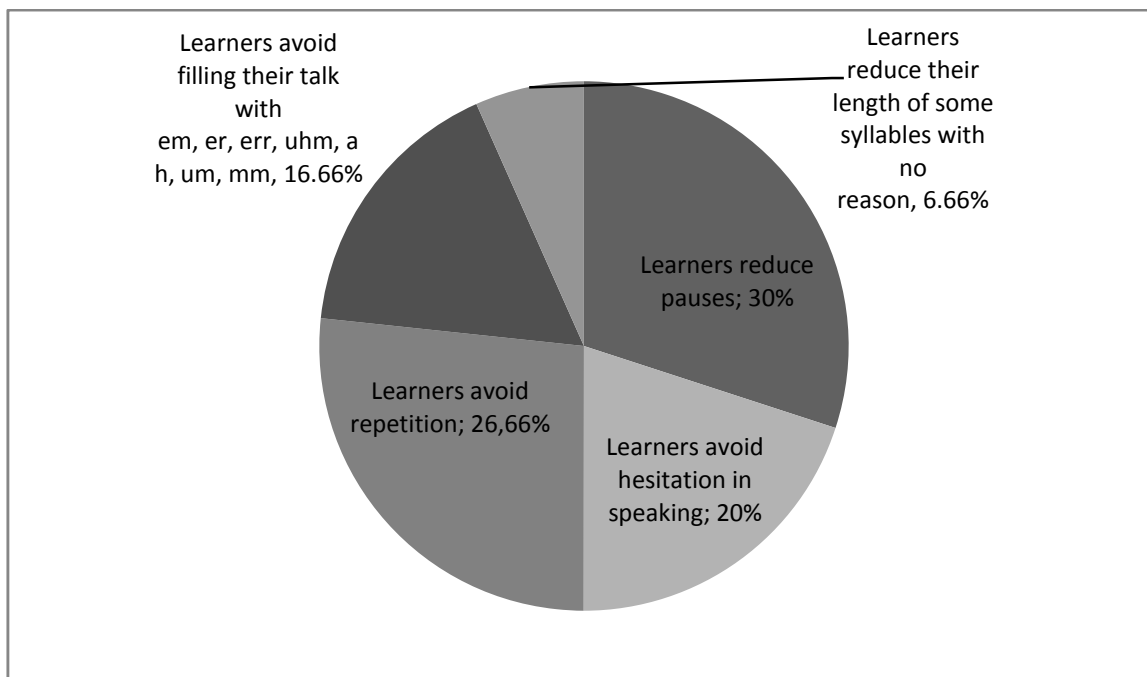 Learners avoid
filling their talk
with
em, er, err, uhm, a
h, um, mm, 16.66%
Learners
reduce their
length of some
syllables with
no
reason, 6.66%
Learners reduce
pauses; 30%
Learners avoid
repetition; 26,66%
Learners avoid
hesitation in
speaking; 20%